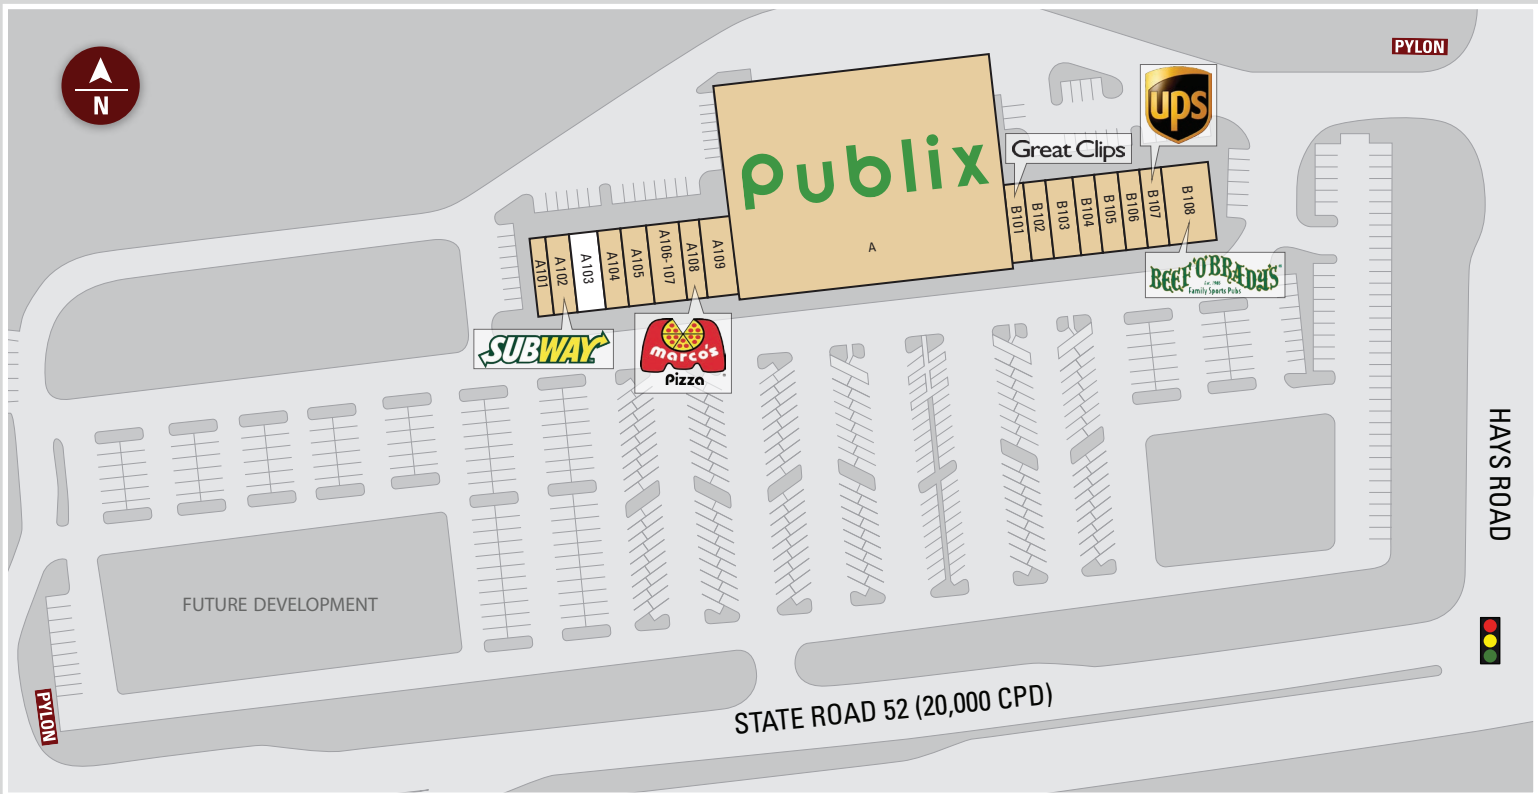 N
PYLON
ups
Great Clips
Publix
A
A101
A102
A103
A104
A105
A106-107
A108
A109
B101
B102
B103
B104
B105
B106
B107
B108
BEEF 'O' BRADY'S
Est. 1985
Family Sports Pubs
SUBWAY
marco's
Pizza
HAYS ROAD
FUTURE DEVELOPMENT
PYLON
STATE ROAD 52 (20,000 CPD)